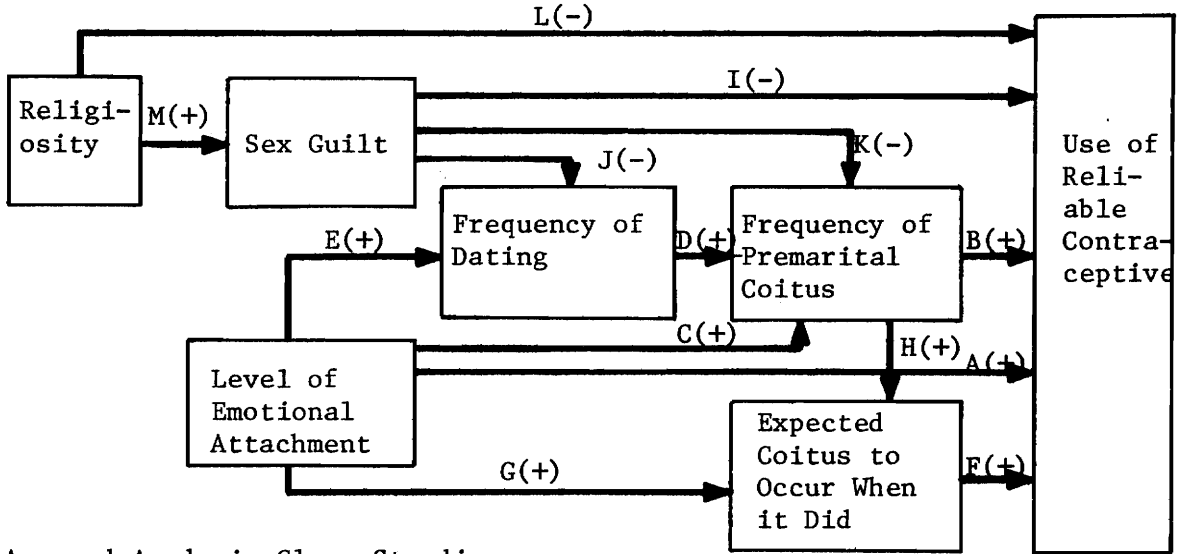 L(-)
Religi-
osity
M(+)
Sex Guilt
I(-)
K(-)
J(-)
Use of
Reli-
able
Contra-
ceptive
E(+)
Frequency of
Dating
D(+)
Frequency of
Premarital
Coitus
B(+)
C(+)
H(+)
A(+)
Level of
Emotional
Attachment
G(+)
Expected
Coitus to
Occur When
it Did
F(+)